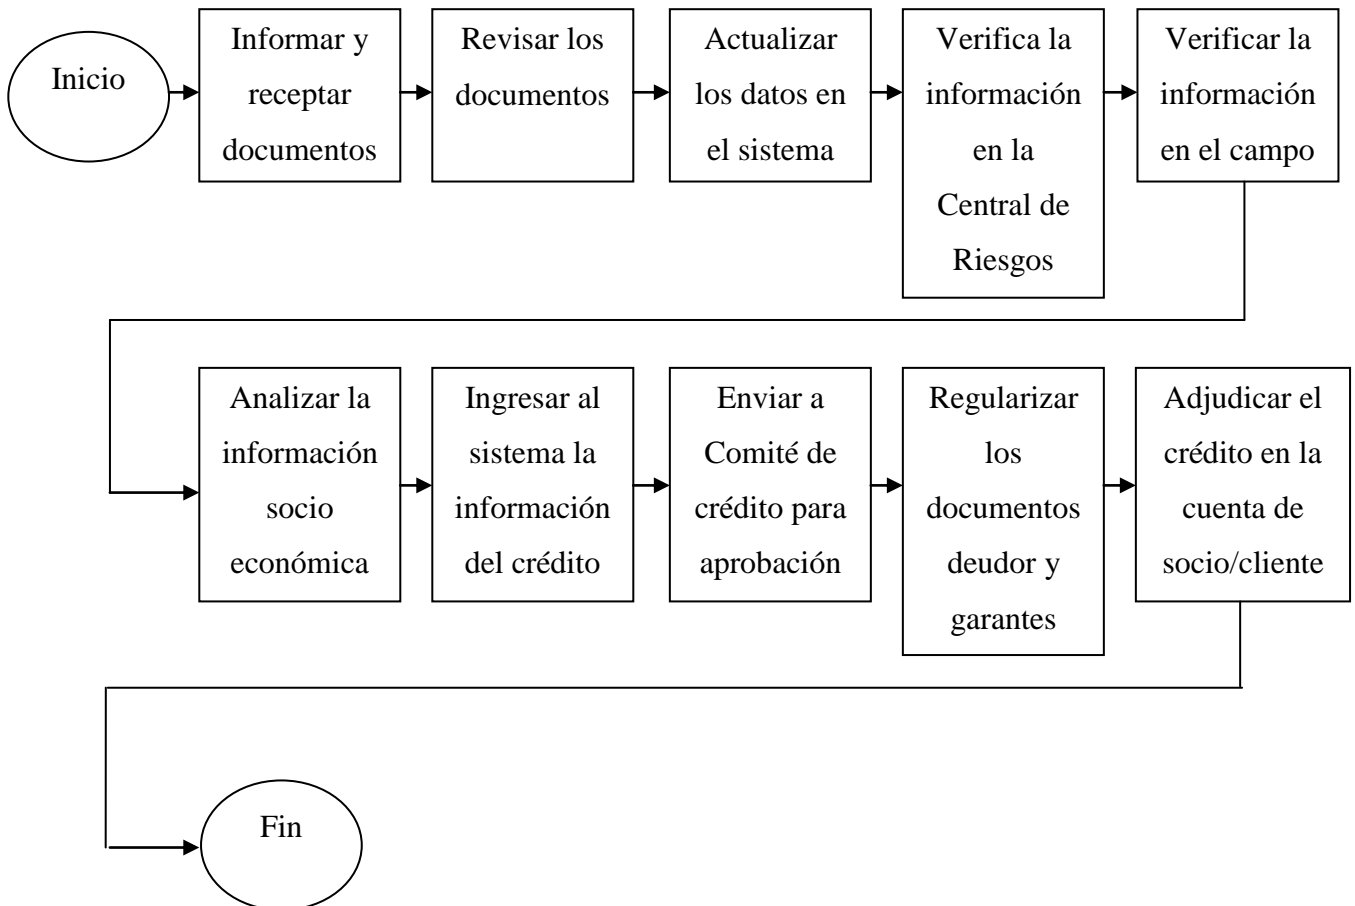 Inicio
Informar y
receptar
documentos
Revisar los
documentos
Actualizar
los datos en
el sistema
Verifica la
información
en la
Central de
Riesgos
Verificar la
información
en el campo
Analizar la
información
socio
económica
Ingresar al
sistema la
información
del crédito
Enviar a
Comité de
crédito para
aprobación
Regularizar
los
documentos
deudor y
garantes
Adjudicar el
crédito en la
cuenta de
socio/cliente
Fin